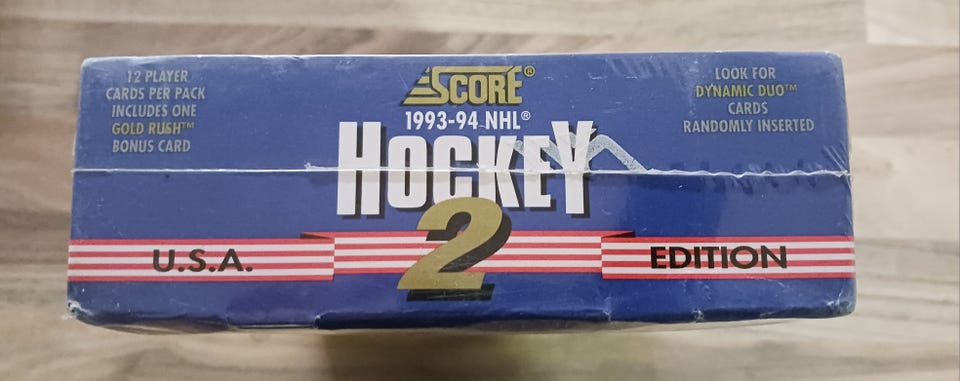 12 PLAYER
CARDS PER PACK
INCLUDES ONE
GOLD RUSH™
BONUS CARD
SCORE®
1993-94 NHL®
HOCKEY
2
LOOK FOR
DYNAMIC DUO™
CARDS
RANDOMLY INSERTED
U.S.A.
EDITION